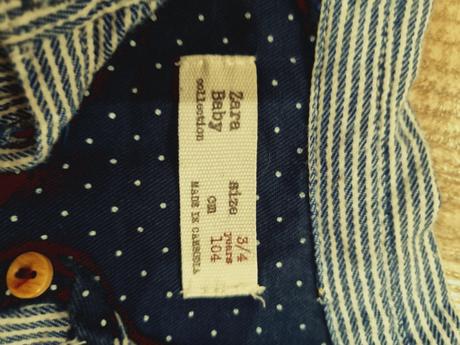 Zara
Baby
collection
size 3/4
years
cm 104
MADE IN CAMBODIA